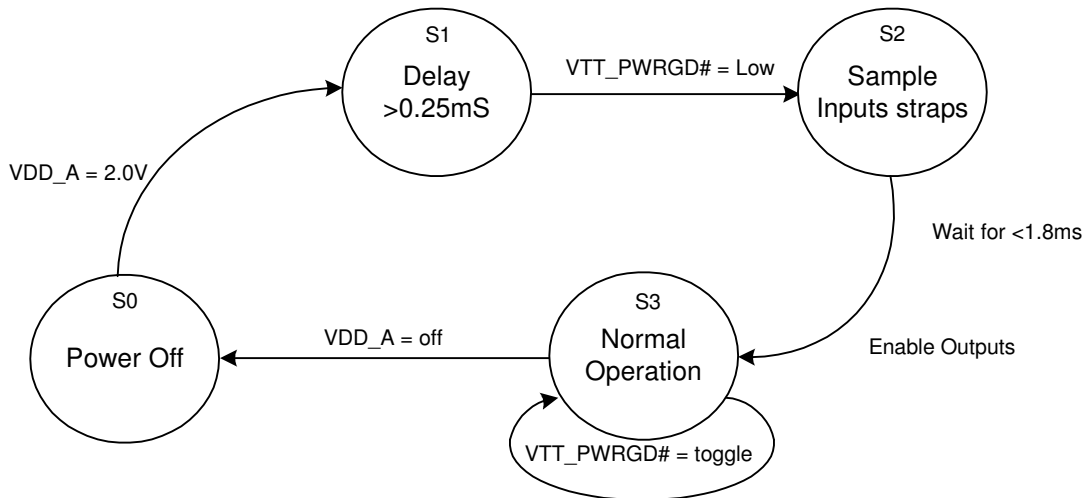 S1
Delay
>0.25mS
VTT_PWRGD# = Low
S2
Sample
Inputs straps
VDD_A = 2.0V
Wait for <1.8ms
S0
Power Off
VDD_A = off
S3
Normal
Operation
Enable Outputs
VTT_PWRGD# = toggle